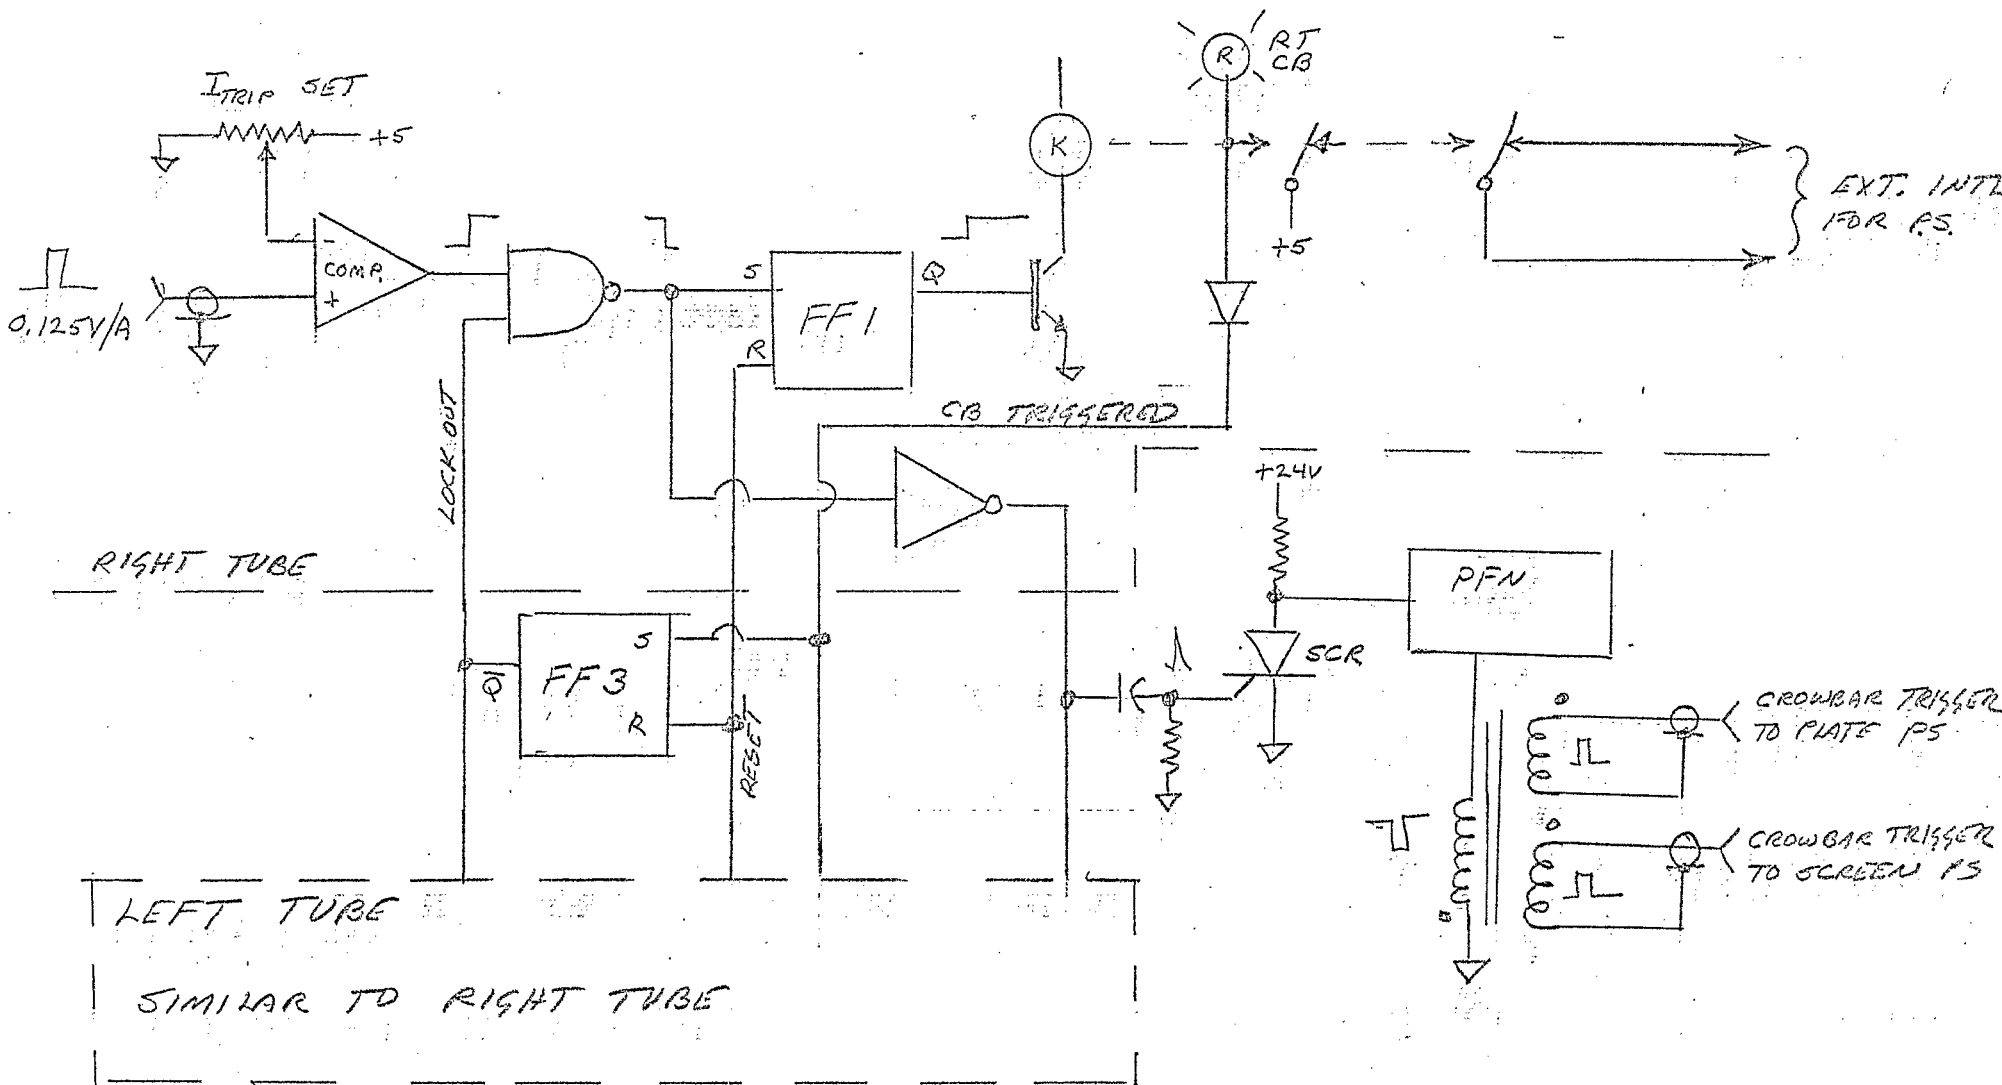 RT
CB
R
I TRIP SET
+5
K
EXT. INTL
FOR P.S.
+5
-
COMP.
+
0.125V/A
S
FF1
Q
R
LOCK OUT
CB TRIGGERED
+24V
RIGHT TUBE
PFN
S
FF3
Q̅
R
RESET
SCR
CROWBAR TRIGGER
TO PLATE PS
CROWBAR TRIGGER
TO SCREEN PS
LEFT TUBE
SIMILAR TO RIGHT TUBE